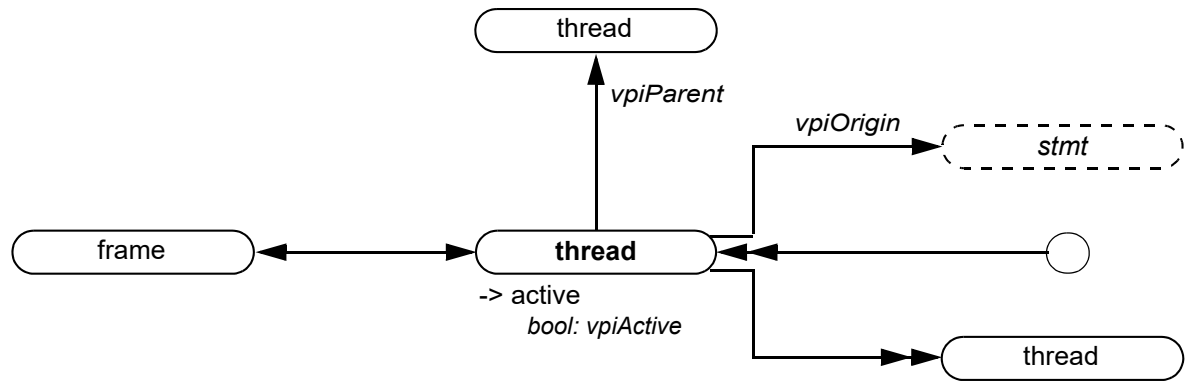 thread
vpiParent
vpiOrigin
stmt
frame
thread
-> active
bool: vpiActive
thread